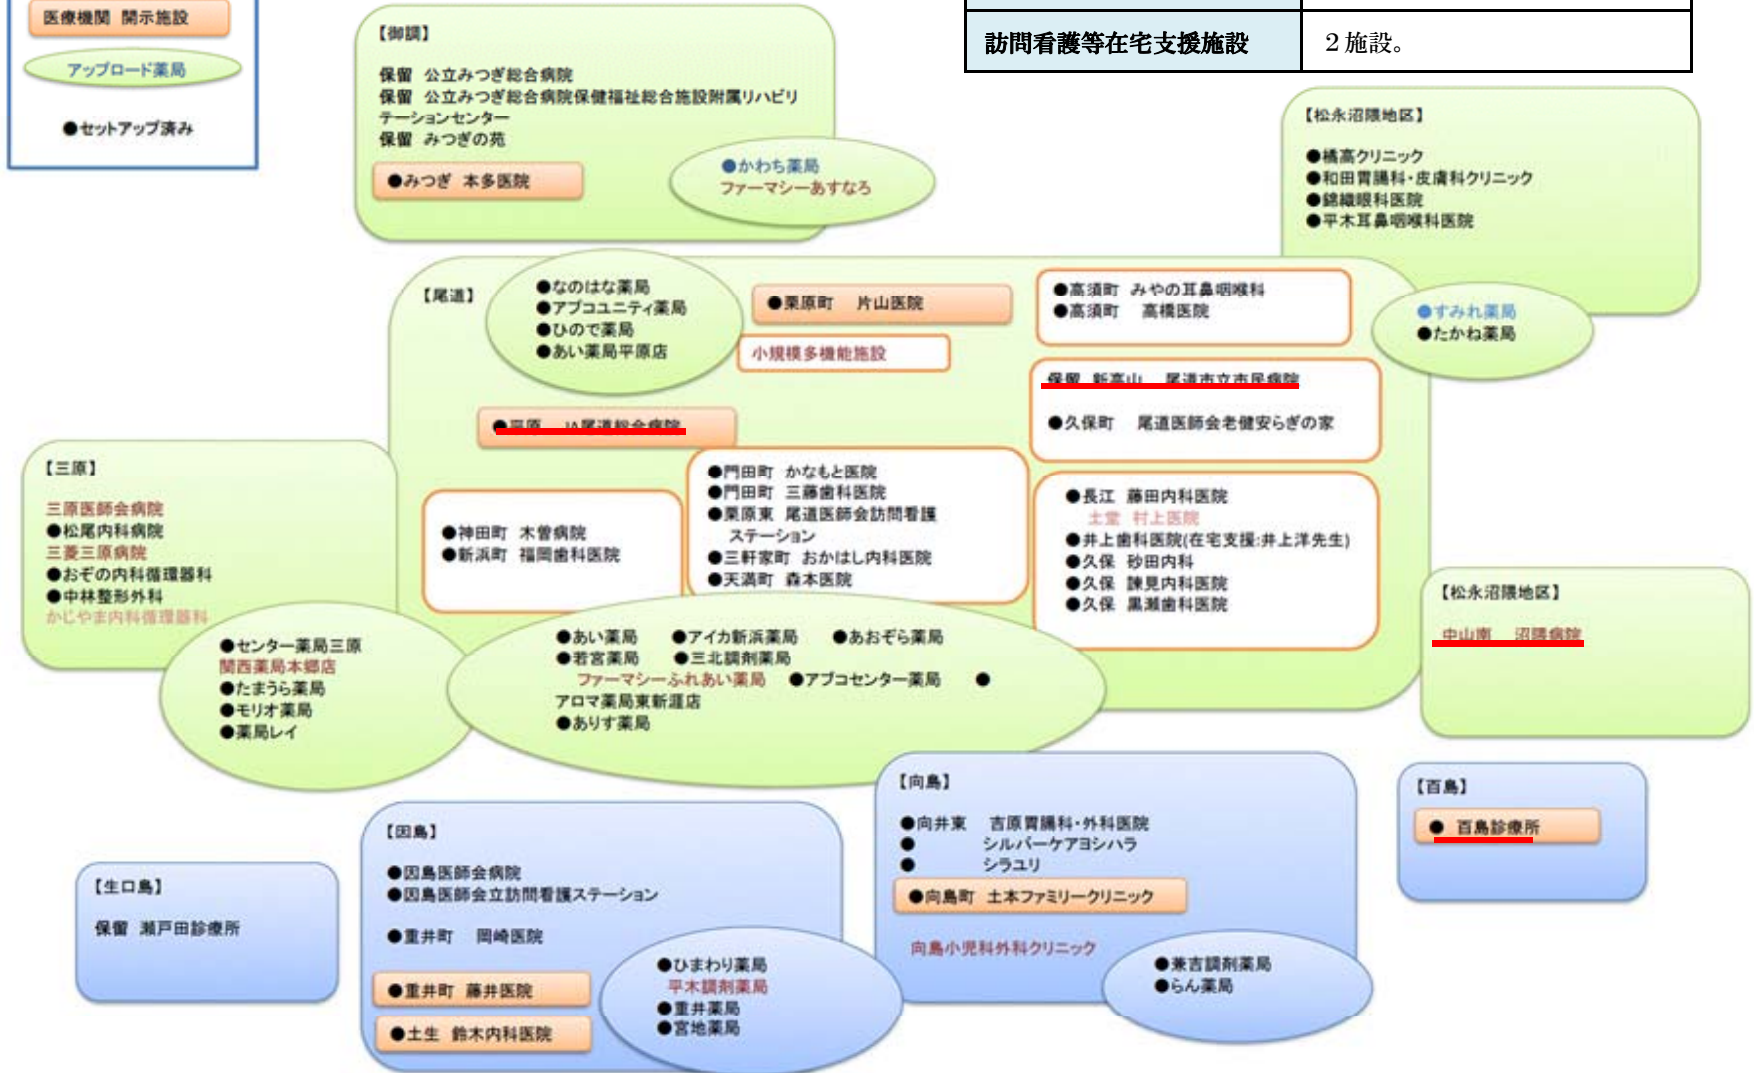 医療機関 開示施設
アップロード薬局
●セットアップ済み
訪問看護等在宅支援施設
2施設。
【御調】
保留 公立みつぎ総合病院
保留 公立みつぎ総合病院保健福祉総合施設附属リハビリ
テーションセンター
保留 みつぎの苑
●みつぎ 本多医院
●かわち薬局
ファーマシーあすなろ
【松永沼隈地区】
●橘高クリニック
●和田胃腸科・皮膚科クリニック
●錦織眼科医院
●平木耳鼻咽喉科医院
●すみれ薬局
●たかね薬局
【尾道】
●なのはな薬局
●アプコユニティ薬局
●ひので薬局
●あい薬局平原店
●栗原町 片山医院
小規模多機能施設
●高須町 みやの耳鼻咽喉科
●高須町 高橋医院
保留 新高山 尾道市立市民病院
●久保町 尾道医師会老健安らぎの家
●平原 JA尾道総合病院
●神田町 木曽病院
●新浜町 福岡歯科医院
●門田町 かなもと医院
●門田町 三藤歯科医院
●栗原東 尾道医師会訪問看護
ステーション
●三軒家町 おかはし内科医院
●天満町 森本医院
●長江 藤田内科医院
土堂 村上医院
●井上歯科医院(在宅支援:井上洋先生)
●久保 砂田内科
●久保 諫見内科医院
●久保 黒瀬歯科医院
●あい薬局 ●アイカ新浜薬局 ●あおぞら薬局
●若宮薬局 ●三北調剤薬局
ファーマシーふれあい薬局 ●アプコセンター薬局 ●
アロマ薬局東新涯店
●ありす薬局
【三原】
三原医師会病院
●松尾内科病院
三菱三原病院
●おぞの内科循環器科
●中林整形外科
かじやま内科循環器科
●センター薬局三原
関西薬局本郷店
●たまうら薬局
●モリオ薬局
●薬局レイ
【松永沼隈地区】
中山南 沼隈病院
【生口島】
保留 瀬戸田診療所
【因島】
●因島医師会病院
●因島医師会立訪問看護ステーション
●重井町 岡崎医院
●重井町 藤井医院
●土生 鈴木内科医院
●ひまわり薬局
平木調剤薬局
●重井薬局
●宮地薬局
【向島】
●向井東 吉原胃腸科・外科医院
● シルバーケアヨシハラ
● シラユリ
●向島町 土本ファミリークリニック
向島小児科外科クリニック
●兼吉調剤薬局
●らん薬局
【百島】
● 百島診療所